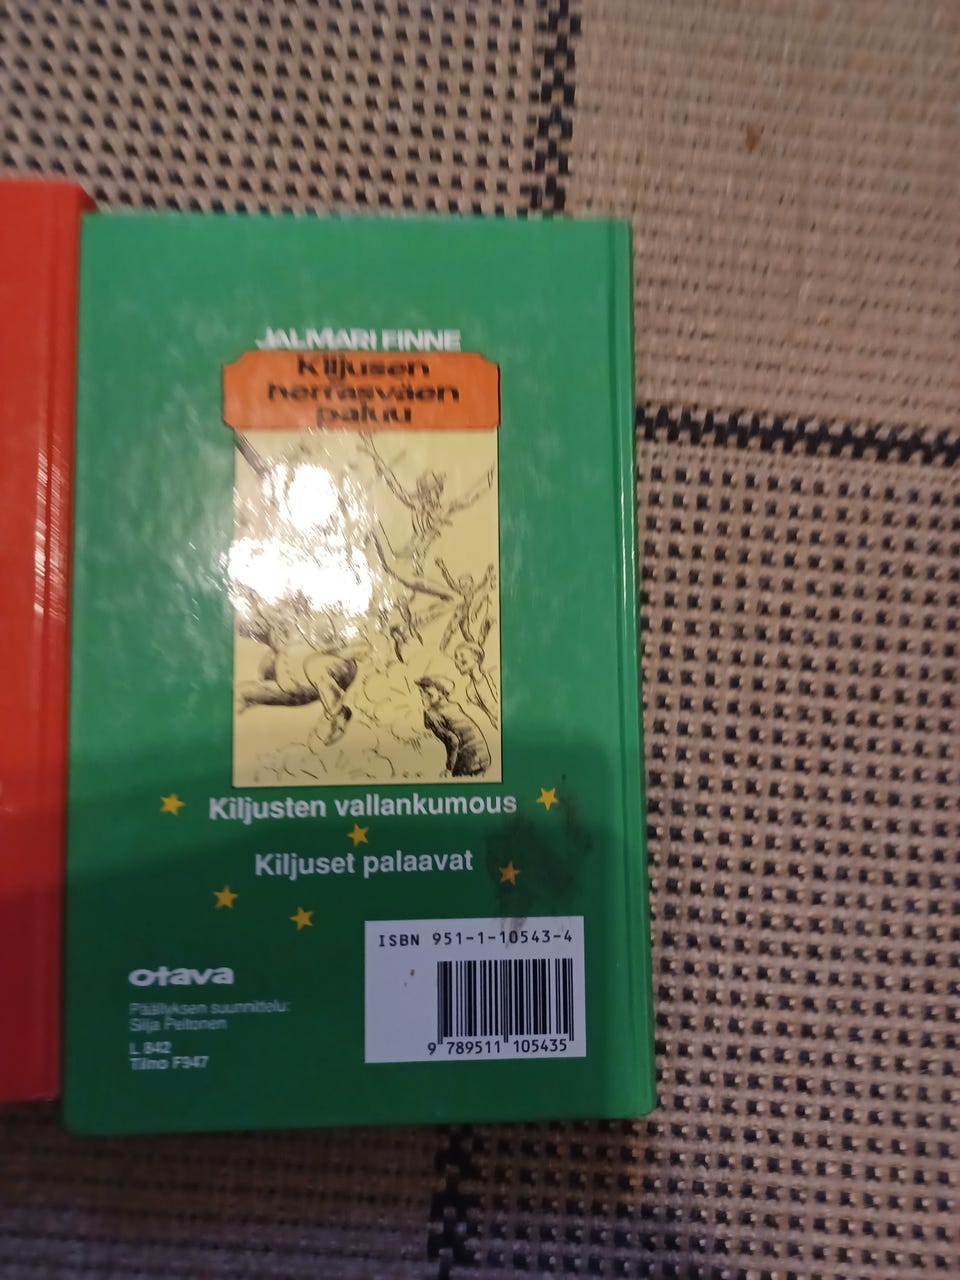 JALMARI FINNE
Kiljusen
herrasväen
paluu
Kiljusten vallankumous
Kiljuset palaavat
ISBN 951-1-10543-4
otava
Päällyksen suunnittelu:
Silja Peltonen
L 842
Tilno F947
9 789511 105435